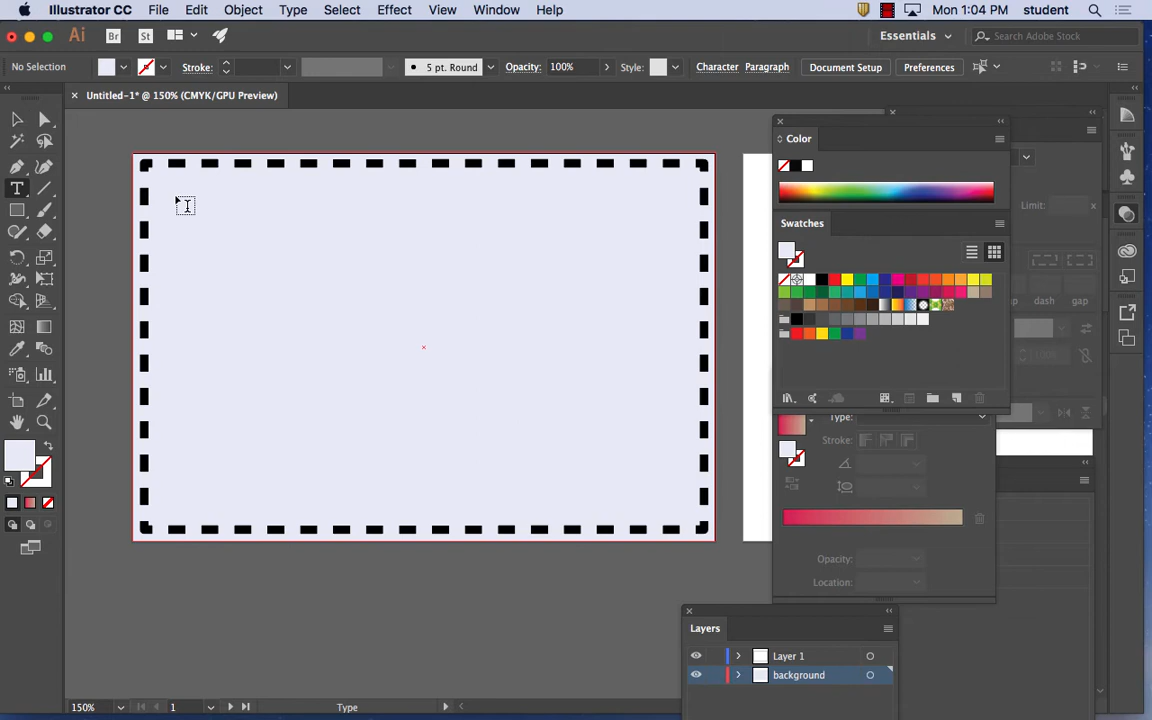 Illustrator CC File Edit Object Type Select Effect View Window Help Mon 1:04 PM student
Ai Br St Essentials Search Adobe Stock
No Selection Stroke: 5 pt. Round Opacity: 100% Style: Character Paragraph Document Setup Preferences
Untitled-1* @ 150% (CMYK/GPU Preview)
Color
Limit: x
Swatches
dash gap
100%
Type:
Stroke:
Opacity:
Location:
Layers
Layer 1
background
150% 1 Type